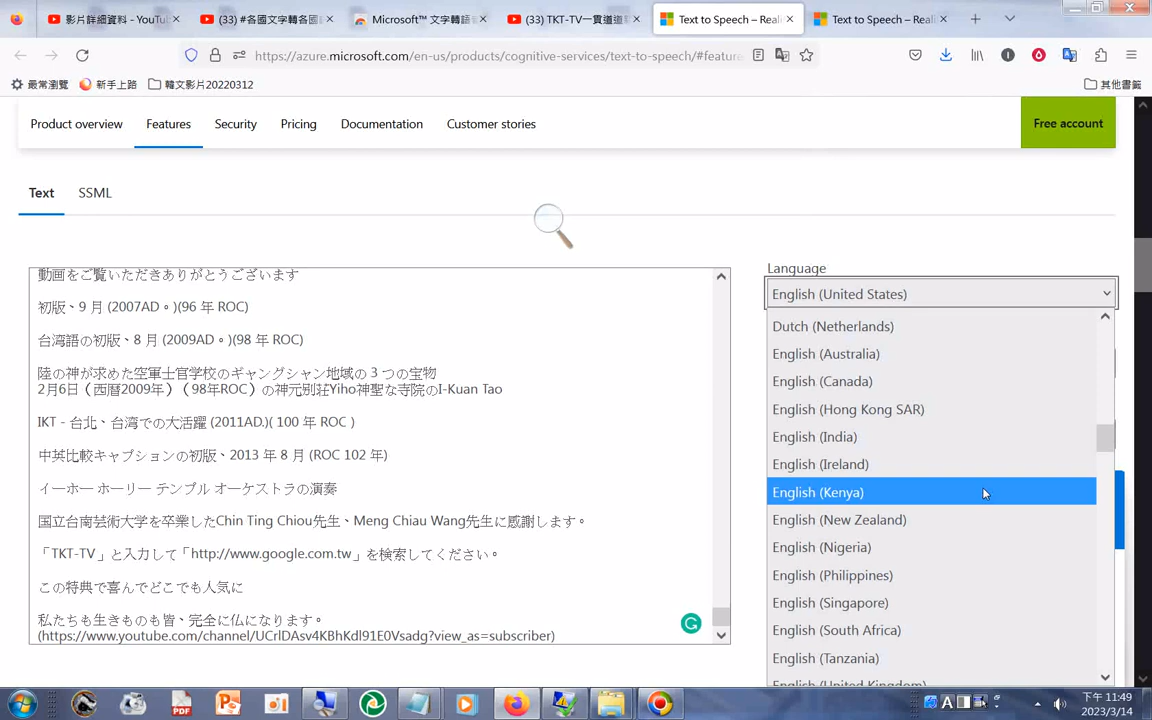 影片詳細資料 - YouTu
(33) #各國文字轉各國
Microsoft™ 文字轉語
(33) TKT-TV一貫道道
Text to Speech – Reali
Text to Speech – Reali
https://azure.microsoft.com/en-us/products/cognitive-services/text-to-speech/#feature
最常瀏覽
新手上路
韓文影片20220312
其他書籤
Product overview
Features
Security
Pricing
Documentation
Customer stories
Free account
Text
SSML
動画をご覧いただきありがとうございます
初版、9 月 (2007AD。)(96 年 ROC)
台湾語の初版、8 月 (2009AD。)(98 年 ROC)
陸の神が求めた空軍士官学校のギャングシャン地域の 3 つの宝物
2月6日（西暦2009年）（98年ROC）の神元別荘Yiho神聖な寺院のI-Kuan Tao
IKT - 台北、台湾での大活躍 (2011AD.)( 100 年 ROC )
中英比較キャプションの初版、2013 年 8 月 (ROC 102 年)
イーホー ホーリー テンプル オーケストラの演奏
国立台南芸術大学を卒業したChin Ting Chiou先生、Meng Chiau Wang先生に感謝します。
「TKT-TV」と入力して「http://www.google.com.tw」を検索してください。
この特典で喜んでどこでも人気に
私たちも生きものも皆、完全に仏になります。
(https://www.youtube.com/channel/UCrlDAsv4KBhKdl91E0Vsadg?view_as=subscriber)
Language
English (United States)
Dutch (Netherlands)
English (Australia)
English (Canada)
English (Hong Kong SAR)
English (India)
English (Ireland)
English (Kenya)
English (New Zealand)
English (Nigeria)
English (Philippines)
English (Singapore)
English (South Africa)
English (Tanzania)
English (United Kingdom)
下午 11:49
2023/3/14